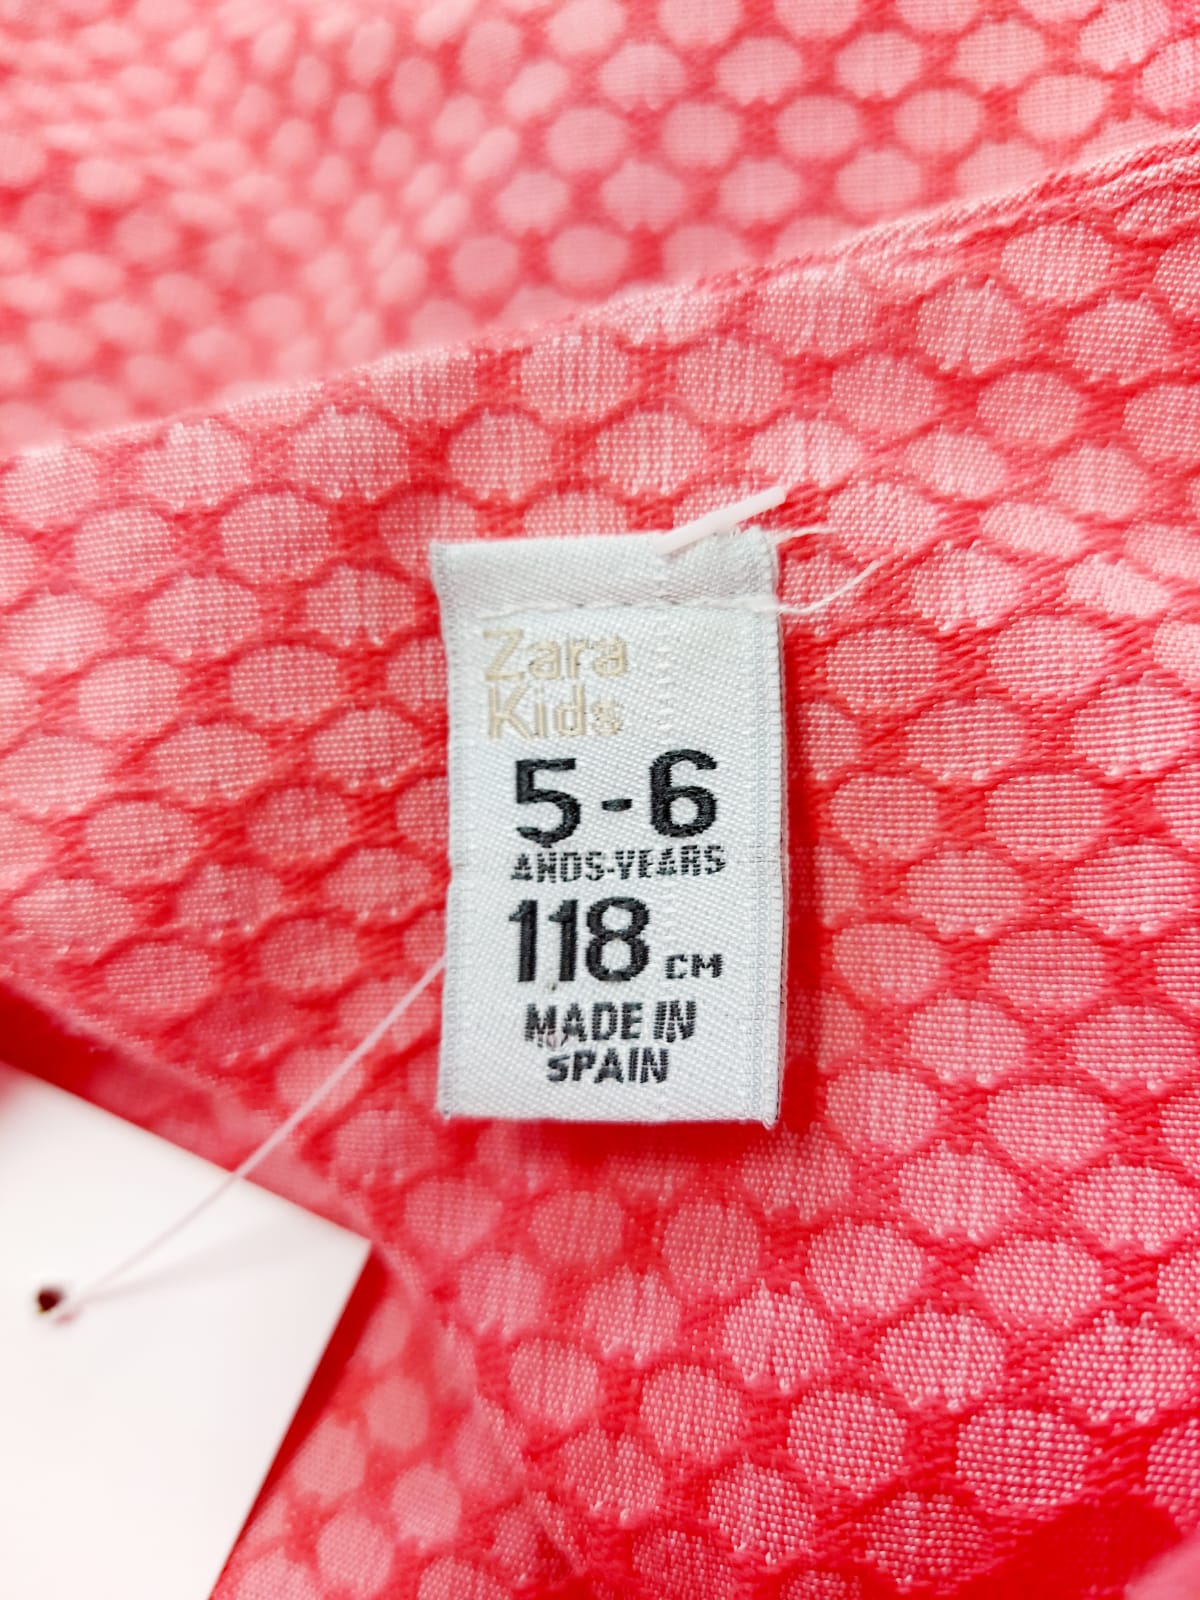 Zara
Kids
5-6
AÑOS-YEARS
118 CM
MADE IN
SPAIN